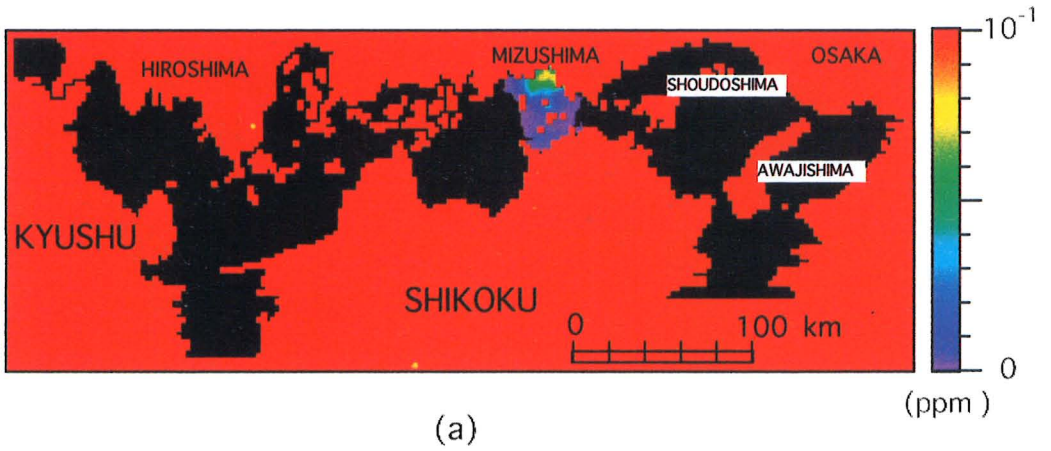 HIROSHIMA
MIZUSHIMA
OSAKA
SHOUDOSHIMA
AWAJISHIMA
KYUSHU
SHIKOKU
0 100 km
10-1
0
(ppm )
(a)